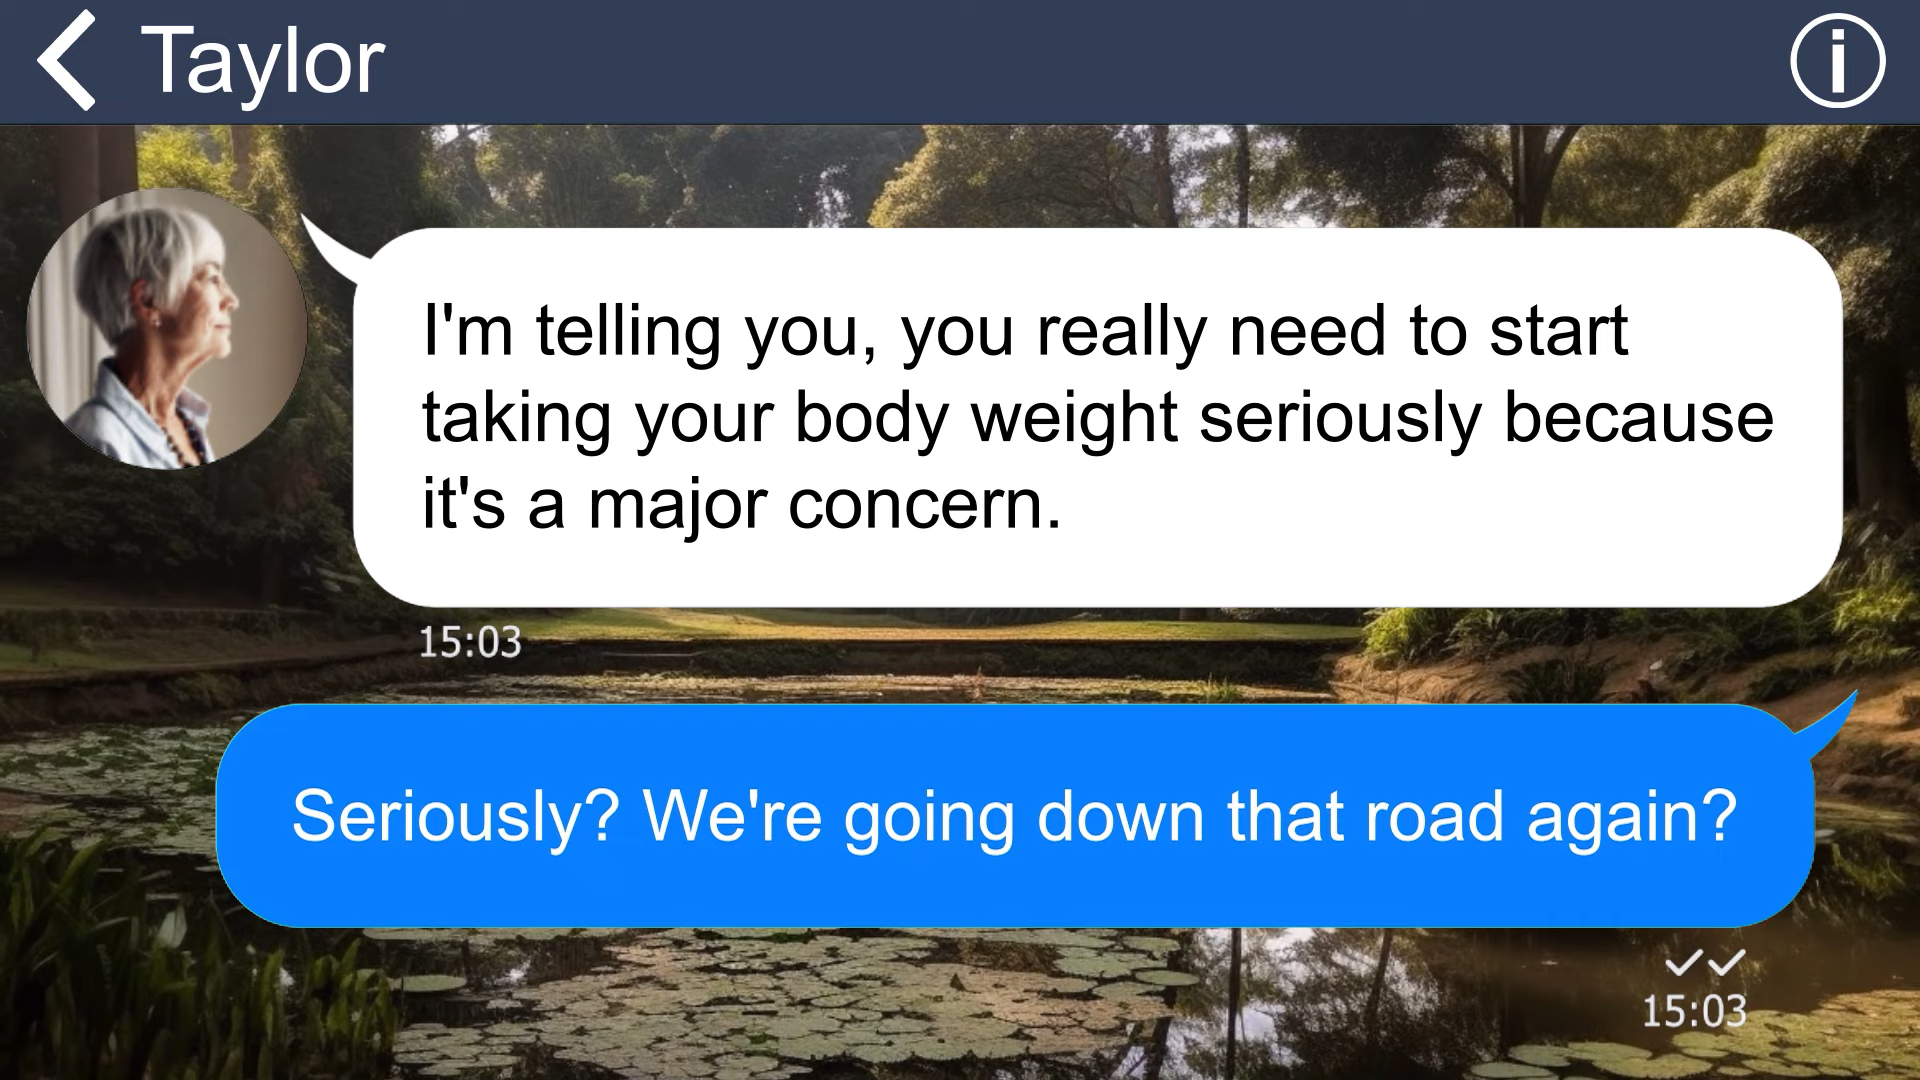 Taylor
I'm telling you, you really need to start
taking your body weight seriously because
it's a major concern.
15:03
Seriously? We're going down that road again?
15:03